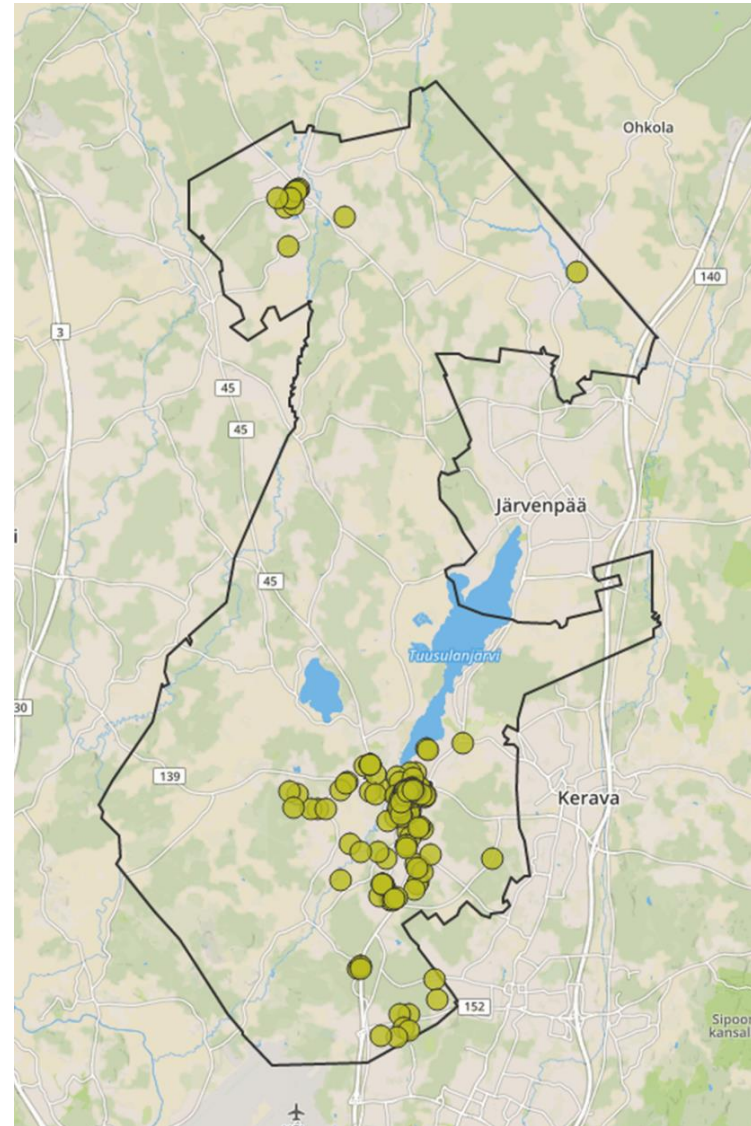 Ohkola
140
3
45
45
Järvenpää
i
45
Tuusulanjärvi
30
139
Kerava
152
Sipoon
kansal